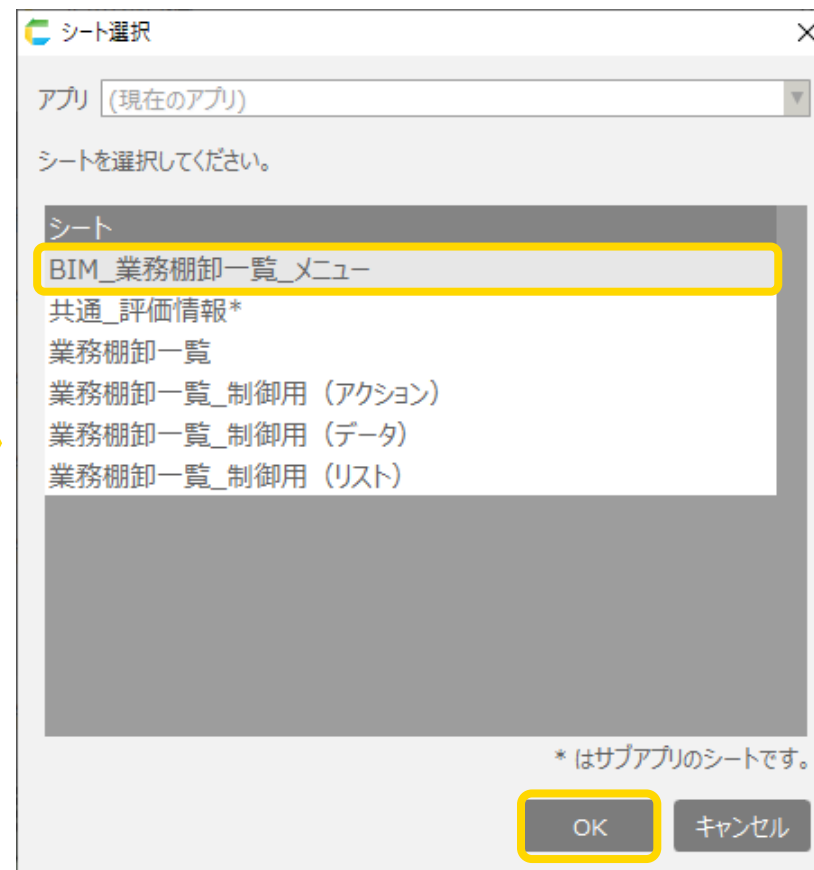 シート選択
アプリ (現在のアプリ)
シートを選択してください。
シート
BIM_業務棚卸一覧_メニュー
共通_評価情報*
業務棚卸一覧
業務棚卸一覧_制御用（アクション）
業務棚卸一覧_制御用（データ）
業務棚卸一覧_制御用（リスト）
* はサブアプリのシートです。
OK キャンセル